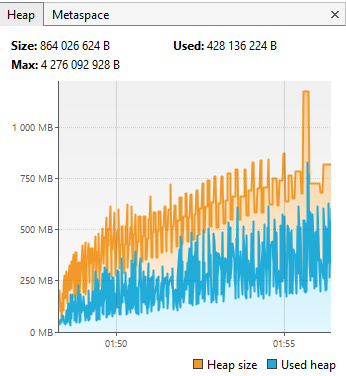 Heap Metaspace
Size: 864 026 624 B Used: 428 136 224 B
Max: 4 276 092 928 B
1 000 MB
750 MB
500 MB
250 MB
0 MB
01:50 01:55
Heap size Used heap